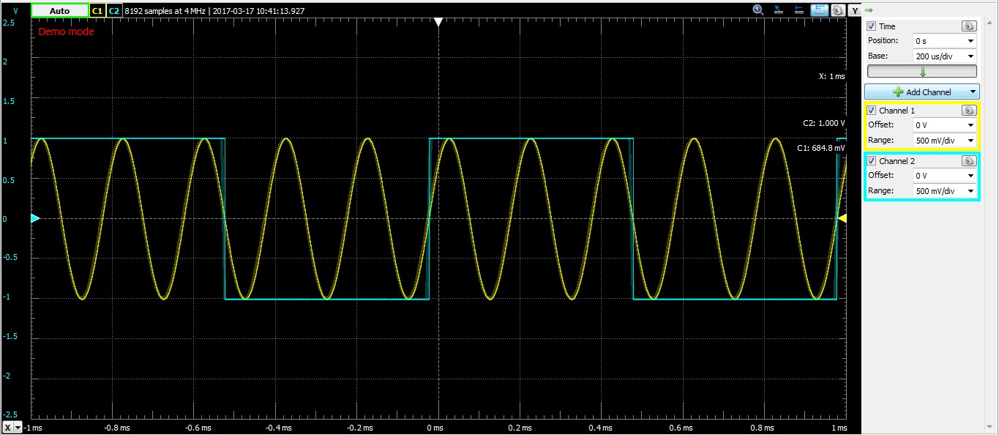 V Auto C1 C2 8192 samples at 4 MHz | 2017-03-17 10:41:13.927 Y
2.5
Demo mode
Time
Position: 0 s
Base: 200 us/div
2
X: 1 ms
Add Channel
1.5
Channel 1
C2: 1.000 V
Offset: 0 V
1
Range: 500 mV/div
C1: 684.8 mV
Channel 2
Offset: 0 V
0.5
Range: 500 mV/div
0
-0.5
-1
-1.5
-2
-2.5
X -1 ms -0.8 ms -0.6 ms -0.4 ms -0.2 ms 0 ms 0.2 ms 0.4 ms 0.6 ms 0.8 ms 1 ms